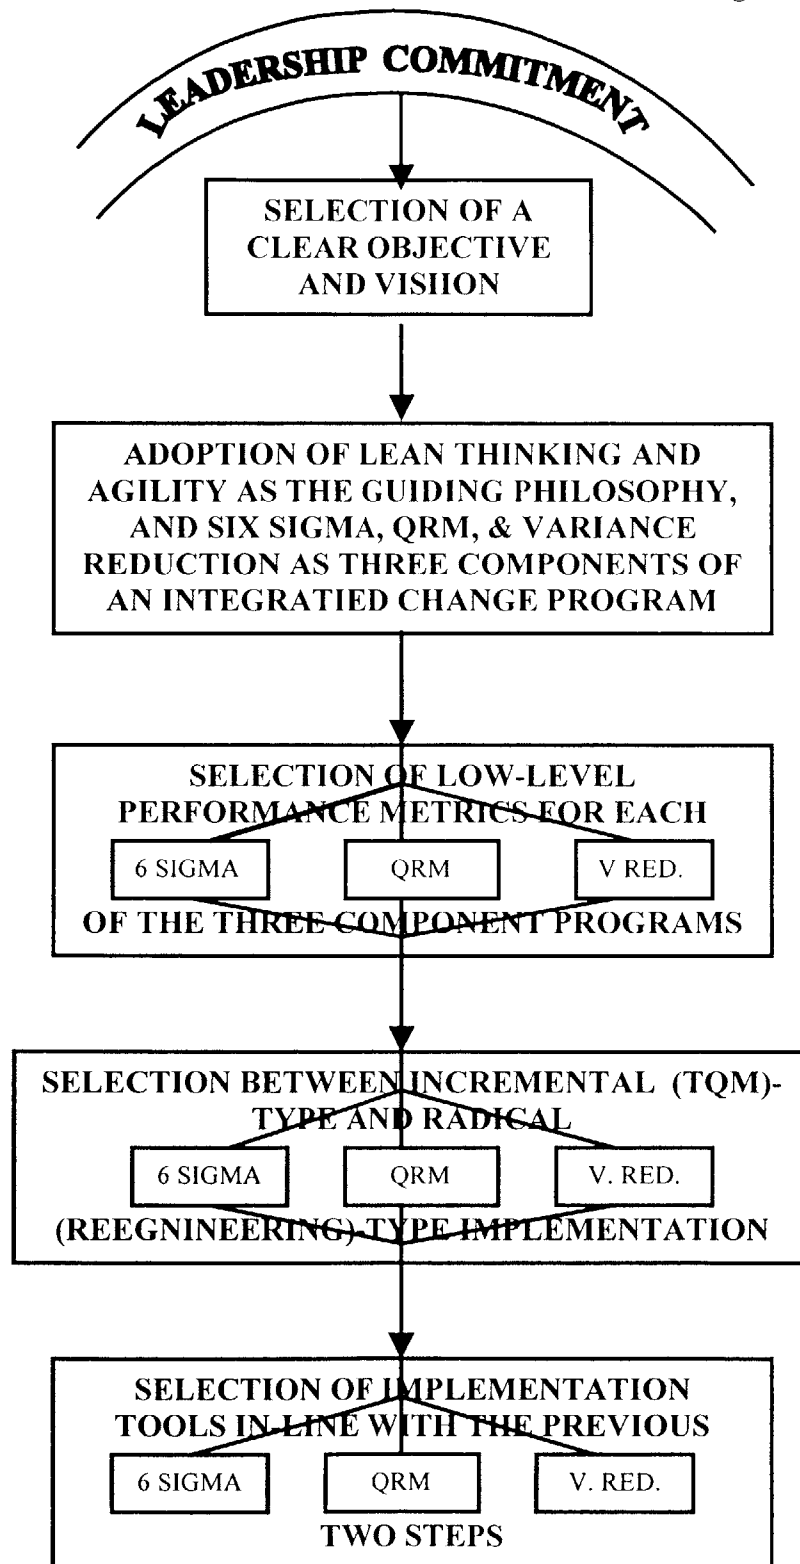 LEADERSHIP COMMITMENT
SELECTION OF A
CLEAR OBJECTIVE
AND VISIION
ADOPTION OF LEAN THINKING AND
AGILITY AS THE GUIDING PHILOSOPHY,
AND SIX SIGMA, QRM, & VARIANCE
REDUCTION AS THREE COMPONENTS OF
AN INTEGRATIED CHANGE PROGRAM
SELECTION OF LOW-LEVEL
PERFORMANCE METRICS FOR EACH
6 SIGMA QRM V RED.
OF THE THREE COMPONENT PROGRAMS
SELECTION BETWEEN INCREMENTAL (TQM)-
TYPE AND RADICAL
6 SIGMA QRM V. RED.
(REEGNINEERING)-TYPE IMPLEMENTATION
SELECTION OF IMPLEMENTATION
TOOLS IN-LINE WITH THE PREVIOUS
6 SIGMA QRM V. RED.
TWO STEPS